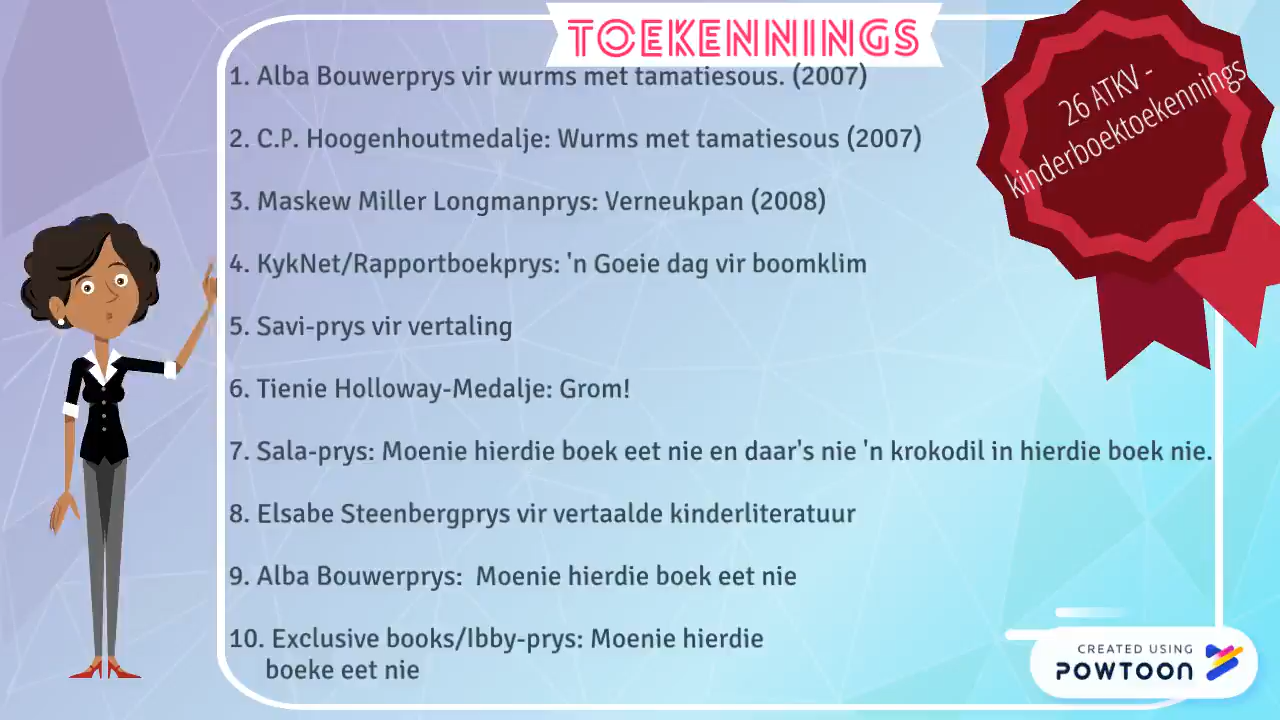 TOEKENNINGS
26 ATKV -
kinderboektoekennings
1. Alba Bouwerprys vir wurms met tamatiesous. (2007)
2. C.P. Hoogenhoutmedalje: Wurms met tamatiesous (2007)
3. Maskew Miller Longmanprys: Verneukpan (2008)
4. KykNet/Rapportboekprys: 'n Goeie dag vir boomklim
5. Savi-prys vir vertaling
6. Tienie Holloway-Medalje: Grom!
7. Sala-prys: Moenie hierdie boek eet nie en daar's nie 'n krokodil in hierdie boek nie.
8. Elsabe Steenbergprys vir vertaalde kinderliteratuur
9. Alba Bouwerprys:  Moenie hierdie boek eet nie
10. Exclusive books/Ibby-prys: Moenie hierdie
boeke eet nie
CREATED USING
POWTOON